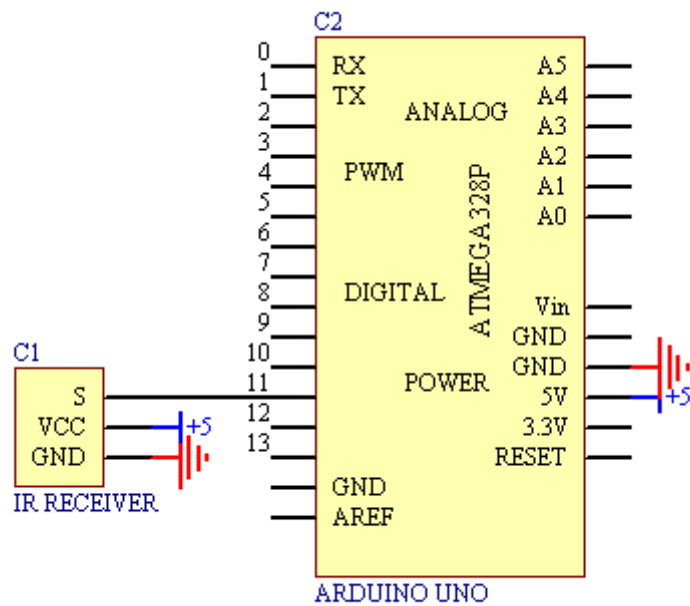 C2
0
1
2
3
4
5
6
7
8
9
10
11
12
13
RX
TX
PWM
DIGITAL
GND
AREF
ANALOG
ATMEGA328P
POWER
A5
A4
A3
A2
A1
A0
Vin
GND
GND
5V
3.3V
RESET
+5
ARDUINO UNO
C1
S
VCC
GND
+5
IR RECEIVER